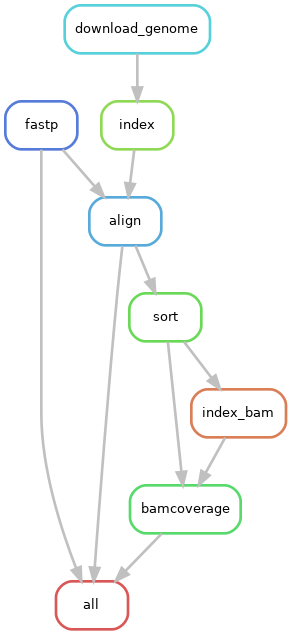 download_genome
fastp
index
align
sort
index_bam
bamcoverage
all